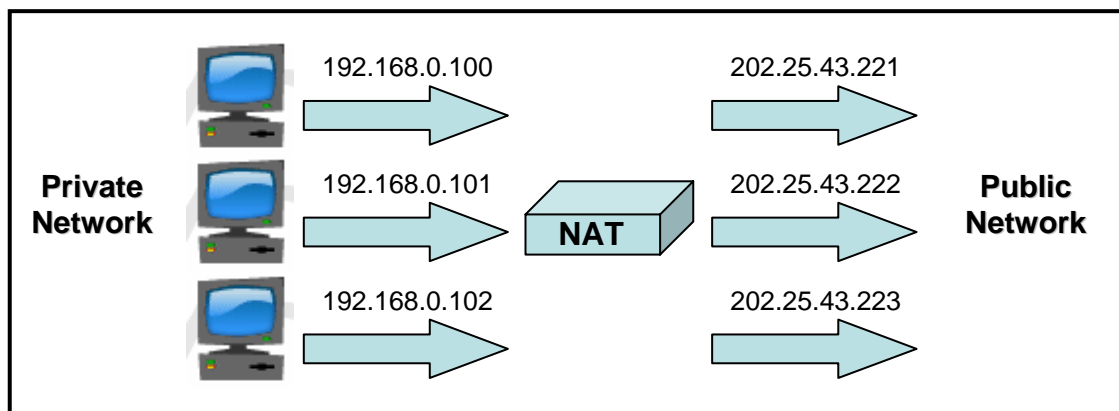 192.168.0.100
202.25.43.221
Private
Network
192.168.0.101
NAT
202.25.43.222
Public
Network
192.168.0.102
202.25.43.223